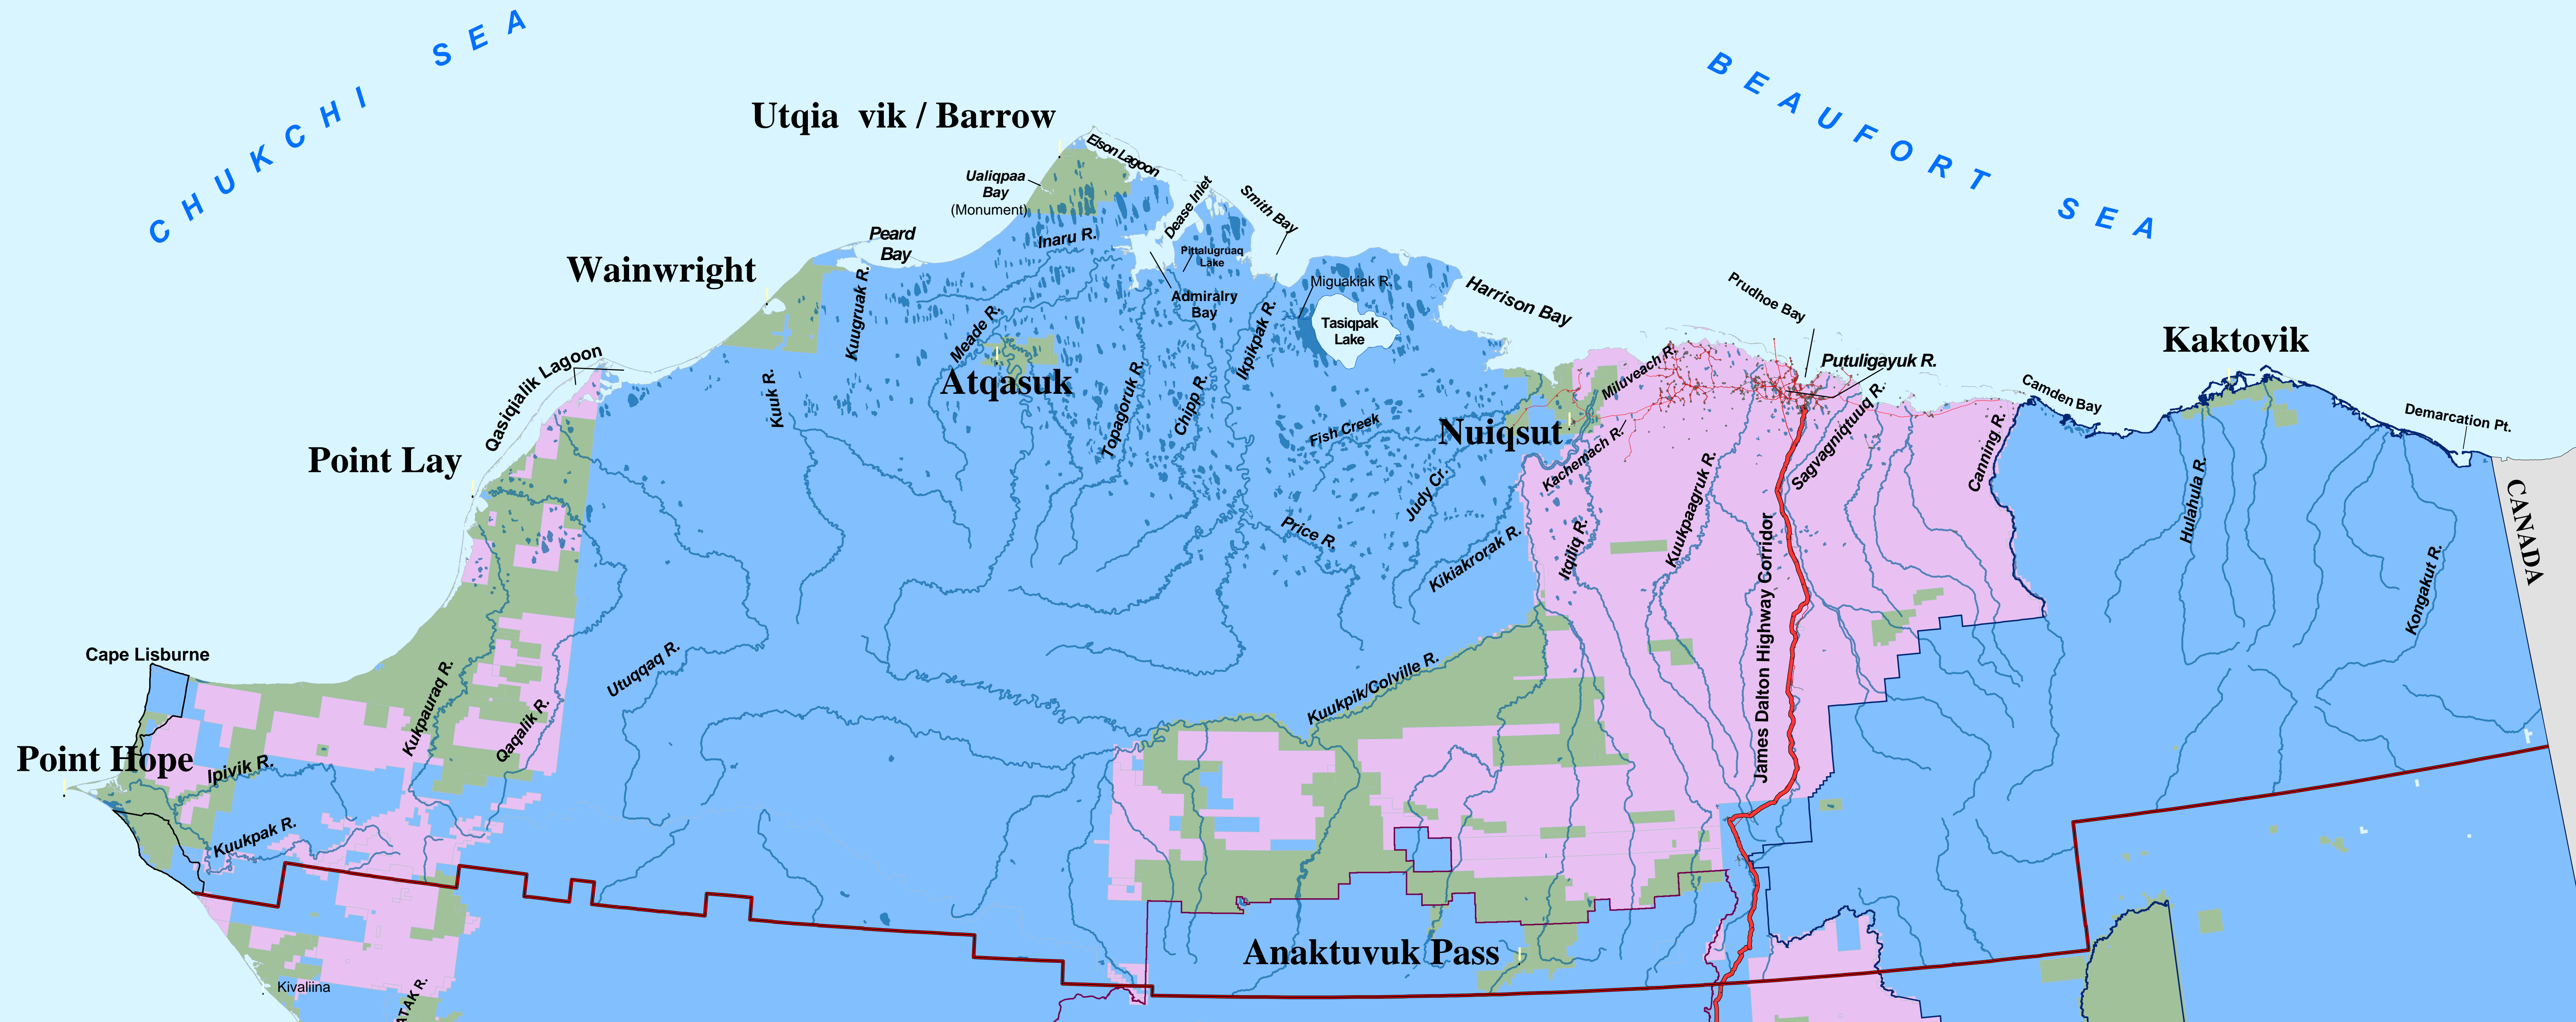 CHUKCHI SEA
BEAUFORT SEA
Utqia vik / Barrow
Elson Lagoon
Ualiqpaa
Bay
(Monument)
Dease Inlet
Smith Bay
Peard
Bay
Inaru R.
Pittalugruaq
Lake
Wainwright
Kuugruak R.
Admiralry
Bay
Miguakiak R.
Harrison Bay
Prudhoe Bay
Meade R.
Ikpikpak R.
Tasiqpak
Lake
Kaktovik
Qasiqjalik Lagoon
Kuuk R.
Atqasuk
Topagoruk R.
Chipp R.
Miluveach R.
Putuligayuk R.
Camden Bay
Demarcation Pt.
Point Lay
Fish Creek
Nuiqsut
Kachemach R.
Sagvagniqtuuq R.
Canning R.
Judy Cr.
Price R.
Kikiakrorak R.
Itqiliq R.
Kuukpaagruk R.
James Dalton Highway Corridor
Hulahula R.
Kongakut R.
CANADA
Cape Lisburne
Utuqqaq R.
Kuukpik/Colville R.
Kukpauraq R.
Qaqalik R.
Point Hope
Ipivik R.
Kuukpak R.
Anaktuvuk Pass
Kivaliina
ATAK R.